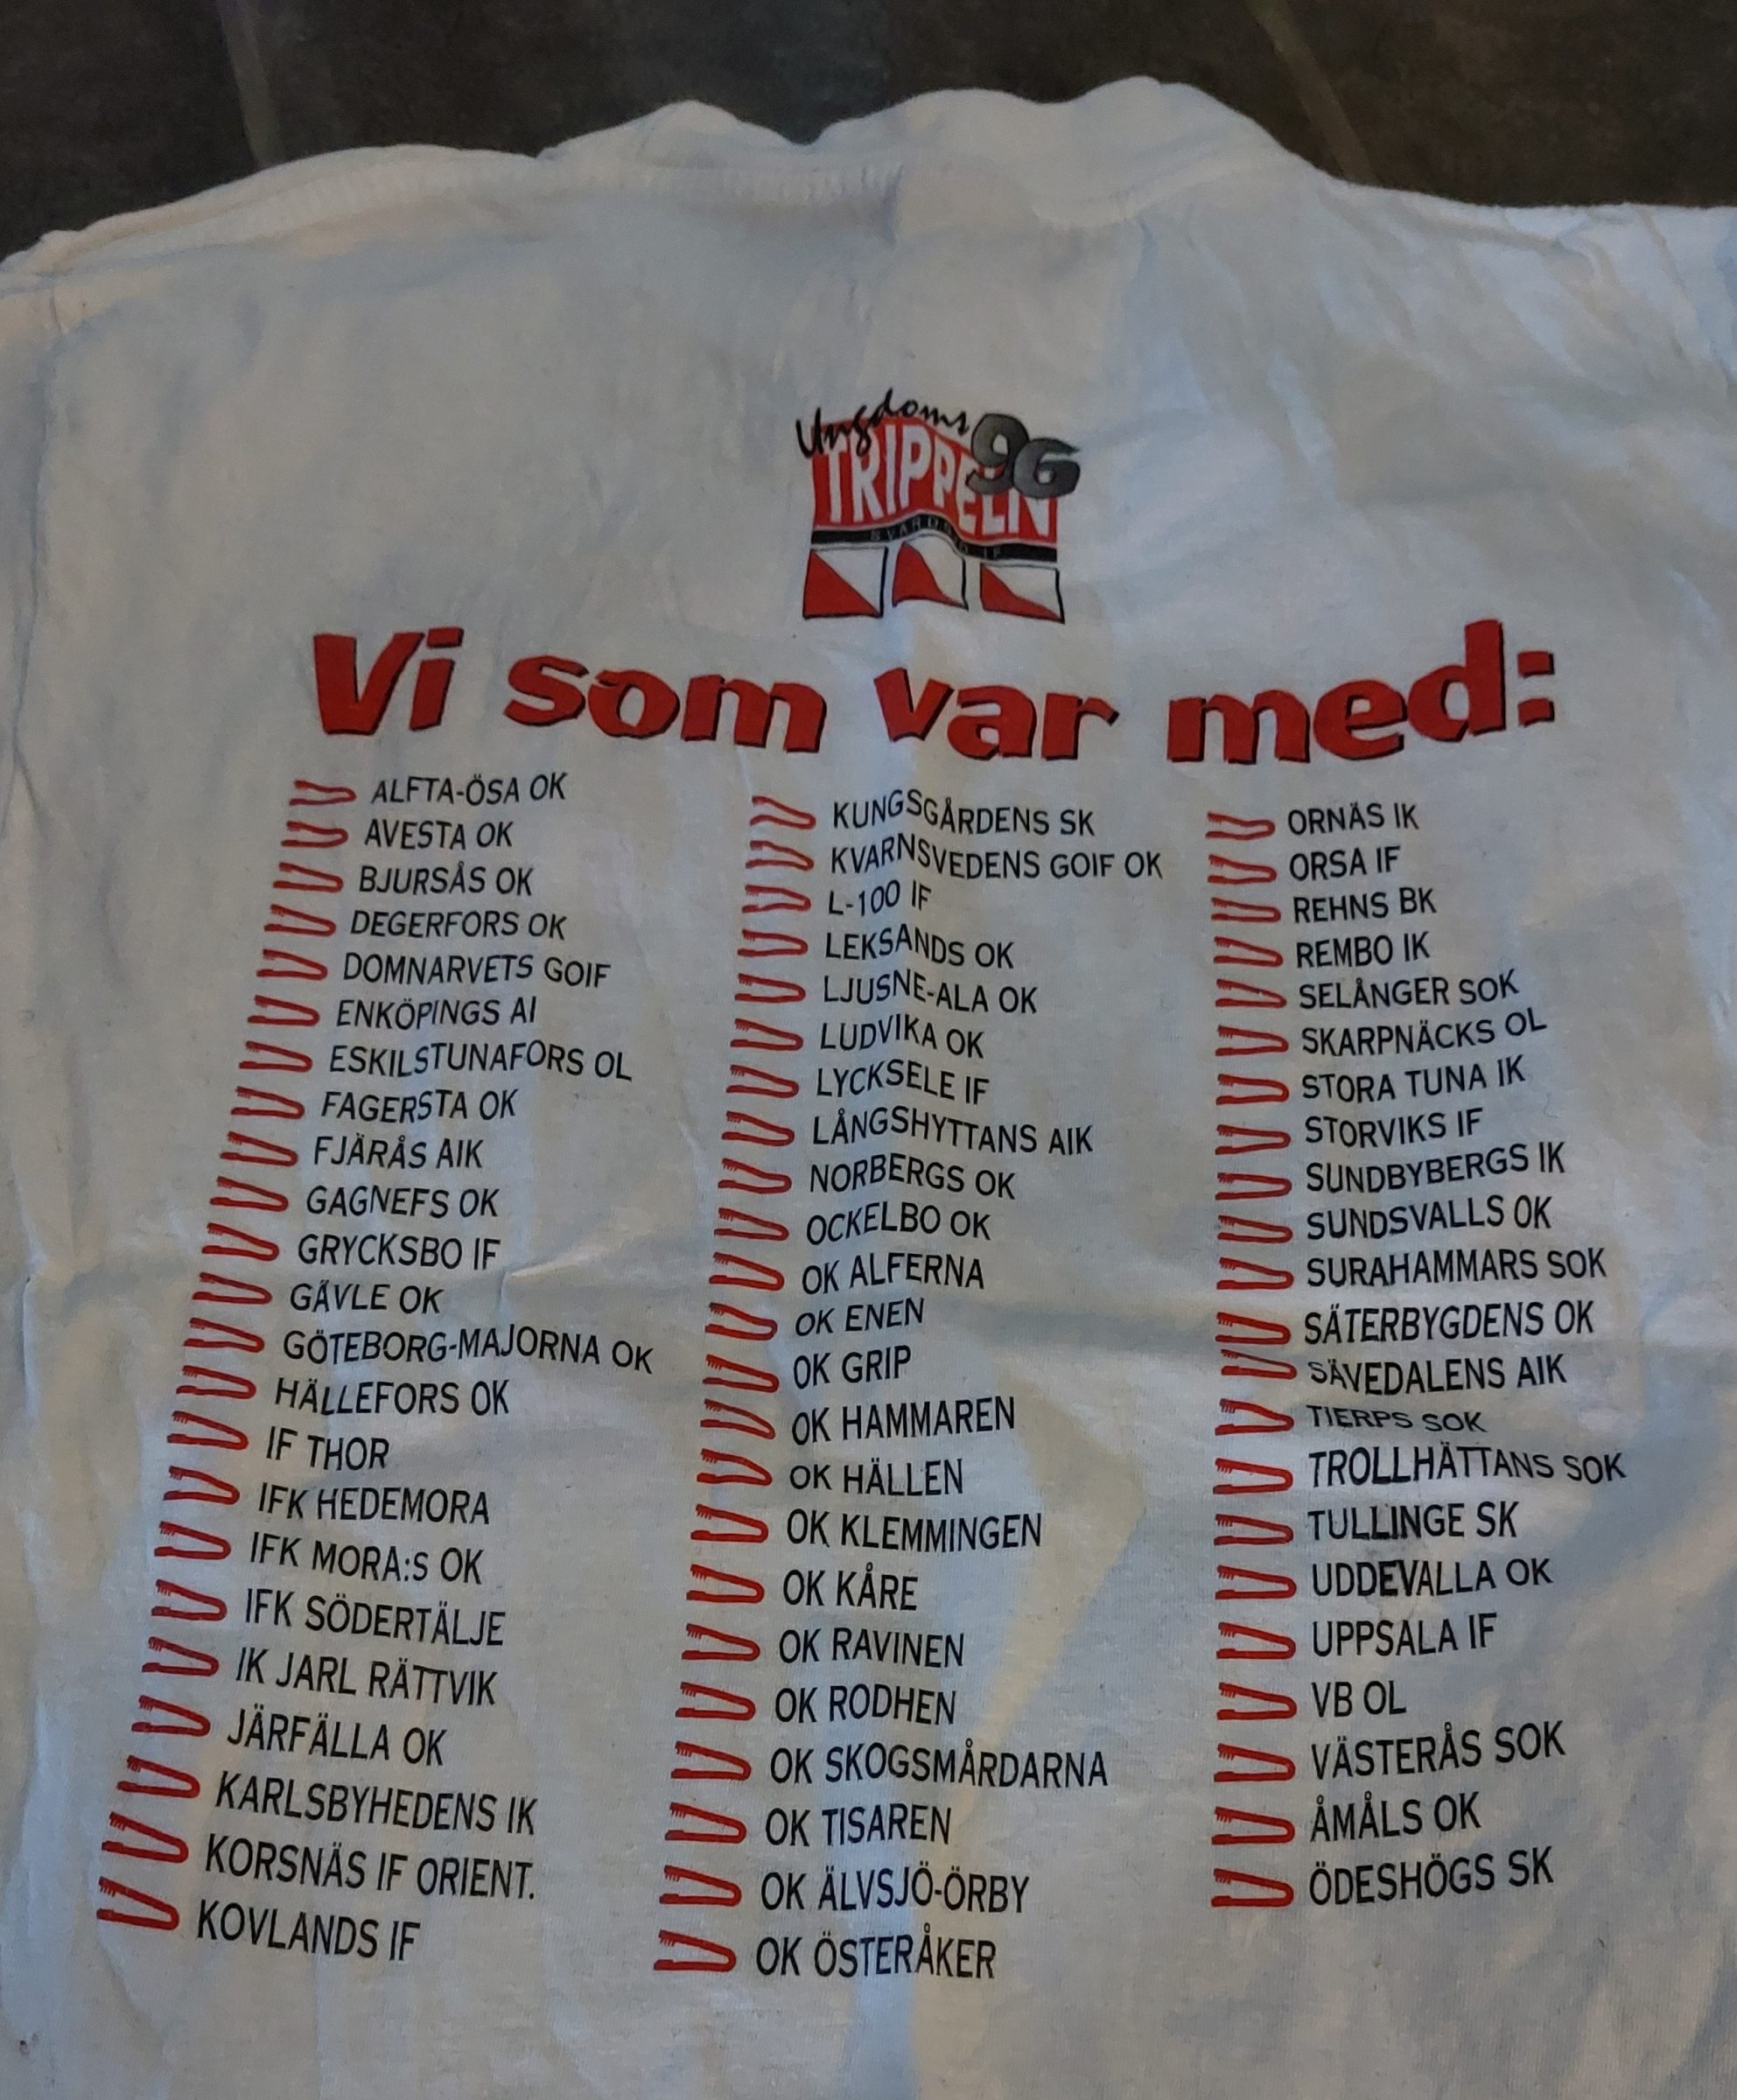 Ungdoms 96
TRIPPELN
SVÄRDSJÖ IF
Vi som var med:
ALFTA-ÖSA OK
AVESTA OK
BJURSÅS OK
DEGERFORS OK
DOMNARVETS GOIF
ENKÖPINGS AI
ESKILSTUNAFORS OL
FAGERSTA OK
FJÄRÅS AIK
GAGNEFS OK
GRYCKSBO IF
GÄVLE OK
GÖTEBORG-MAJORNA OK
HÄLLEFORS OK
IF THOR
IFK HEDEMORA
IFK MORA:s OK
IFK SÖDERTÄLJE
IK JARL RÄTTVIK
JÄRFÄLLA OK
KARLSBYHEDENS IK
KORSNÄS IF ORIENT.
KOVLANDS IF
KUNGSGÅRDENS SK
KVARNSVEDENS GOIF OK
L-100 IF
LEKSANDS OK
LJUSNE-ALA OK
LUDVIKA OK
LYCKSELE IF
LÅNGSHYTTANS AIK
NORBERGS OK
OCKELBO OK
OK ALFERNA
OK ENEN
OK GRIP
OK HAMMAREN
OK HÄLLEN
OK KLEMMINGEN
OK KÅRE
OK RAVINEN
OK RODHEN
OK SKOGSMÅRDARNA
OK TISAREN
OK ÄLVSJÖ-ÖRBY
OK ÖSTERÅKER
ORNÄS IK
ORSA IF
REHNS BK
REMBO IK
SELÅNGER SOK
SKARPNÄCKS OL
STORA TUNA IK
STORVIKS IF
SUNDBYBERGS IK
SUNDSVALLS OK
SURAHAMMARS SOK
SÄTERBYGDENS OK
SÄVEDALENS AIK
TIERPS SOK
TROLLHÄTTANS SOK
TULLINGE SK
UDDEVALLA OK
UPPSALA IF
VB OL
VÄSTERÅS SOK
ÅMÅLS OK
ÖDESHÖGS SK